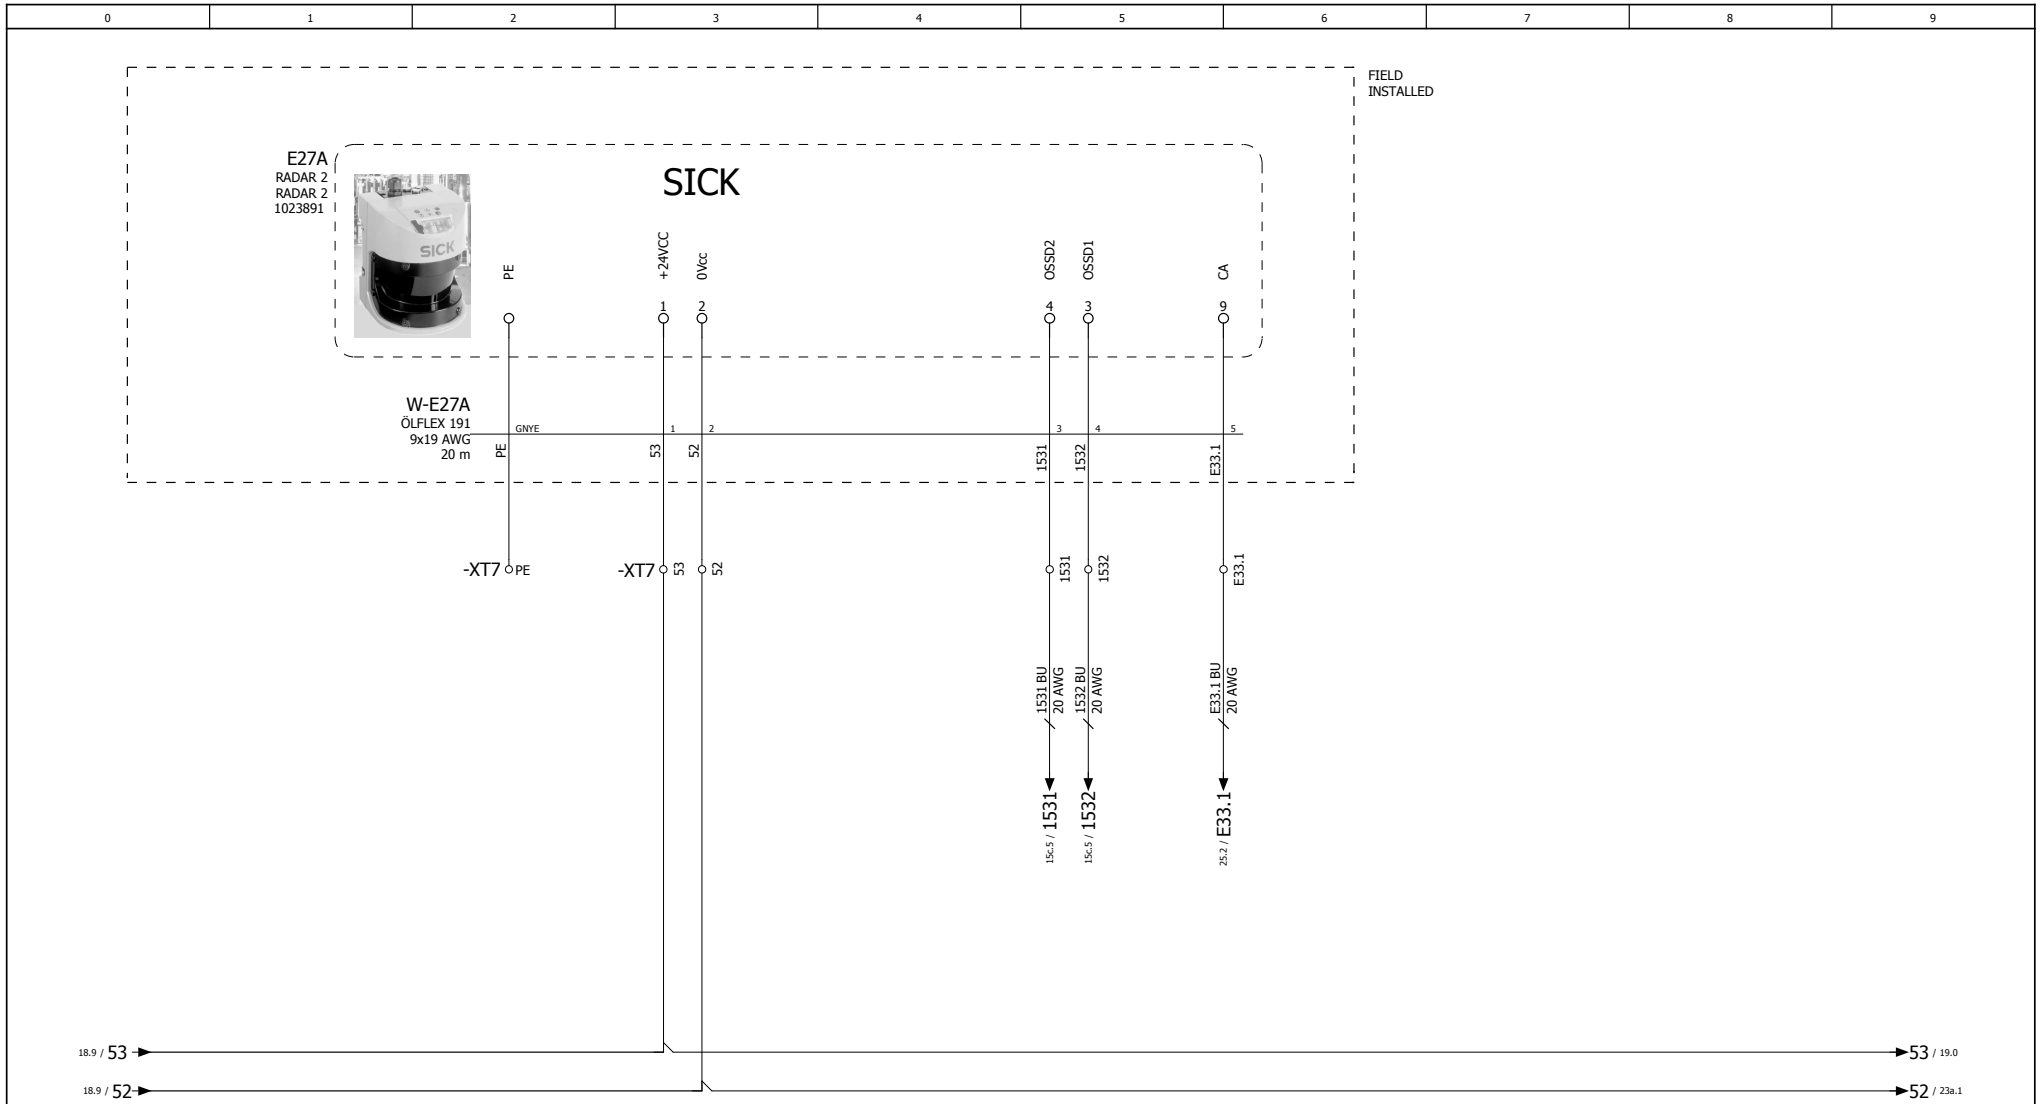 0 1 2 3 4 5 6 7 8 9
FIELD
INSTALLED
E27A
RADAR 2
RADAR 2
1023891
SICK
SICK
PE
+24VCC
0Vcc
OSSD2
OSSD1
CA
1 2 4 3 9
W-E27A
ÖLFLEX 191
9x19 AWG
20 m
GNYE 1 2 3 4 5
PE
53
52
1531
1532
E33.1
-XT7 PE
-XT7 53
52
1531
1532
E33.1
1531 BU
20 AWG
1532 BU
20 AWG
E33.1 BU
20 AWG
15c.5 / 1531
15c.5 / 1532
25.2 / E33.1
18.9 / 53
53 / 19.0
18.9 / 52
52 / 23a.1